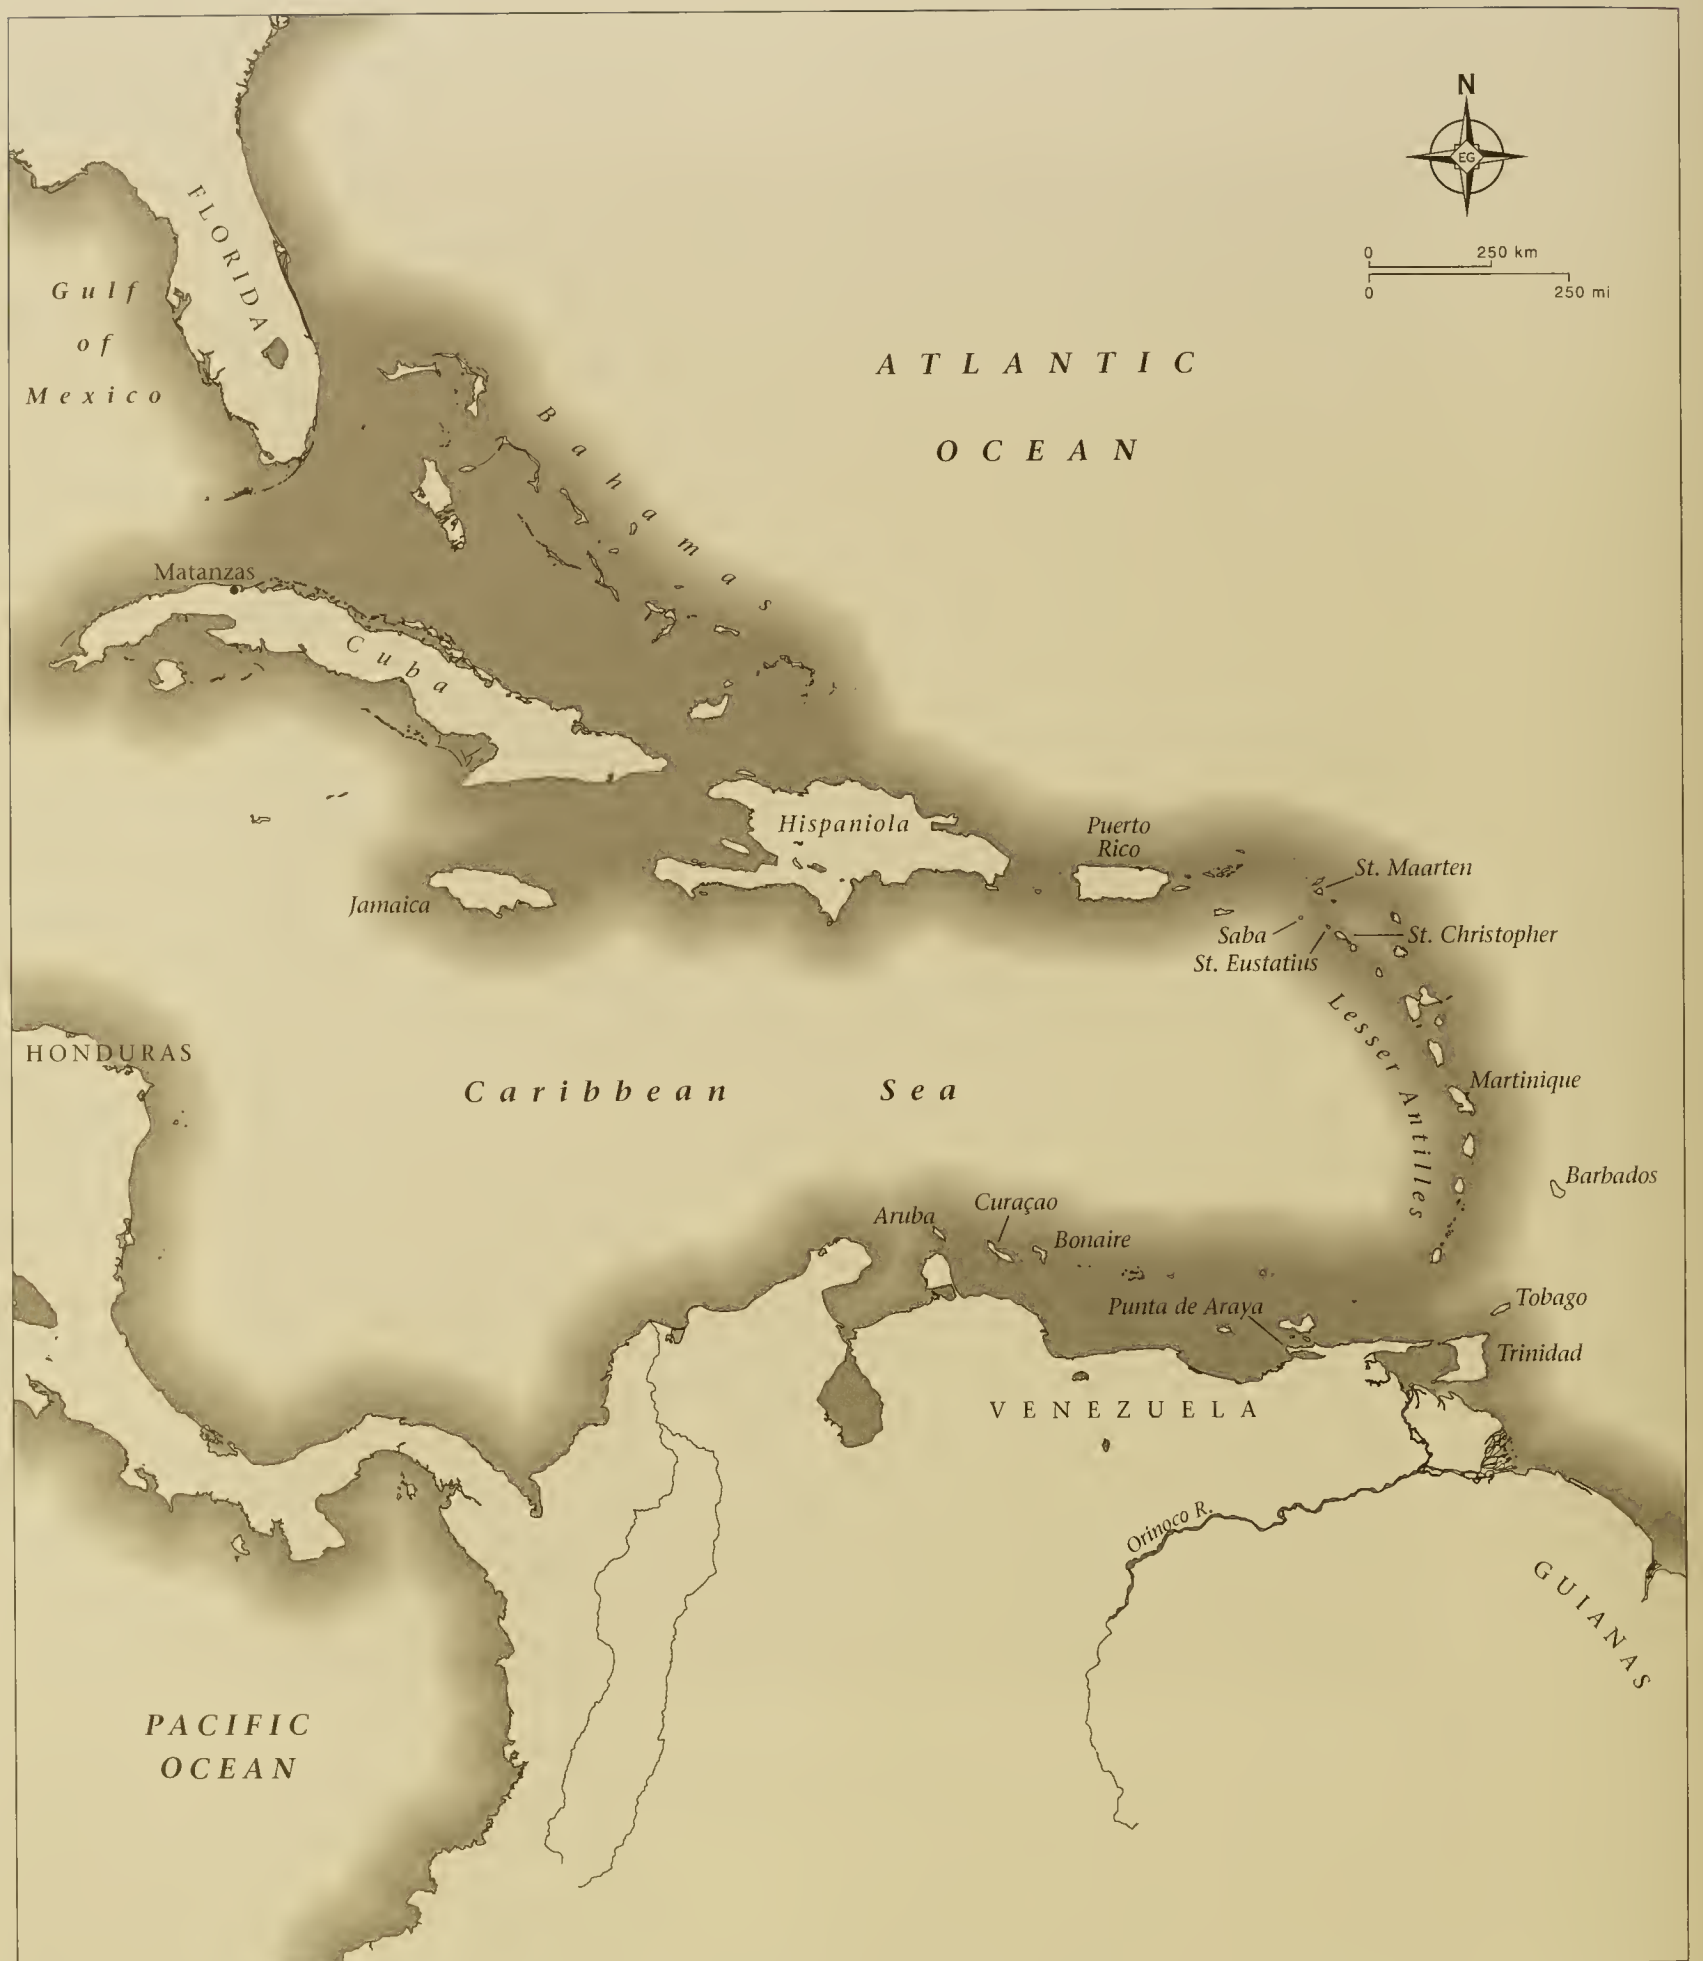 N
EG
0 250 km
0 250 mi
FLORIDA
Gulf
of
Mexico
ATLANTIC
OCEAN
Bahamas
Matanzas
Cuba
Hispaniola
Puerto
Rico
St. Maarten
Jamaica
Saba
St. Christopher
St. Eustatius
Lesser Antilles
HONDURAS
Caribbean Sea
Martinique
Barbados
Curaçao
Aruba
Bonaire
Tobago
Punta de Araya
Trinidad
VENEZUELA
Orinoco R.
GUIANAS
PACIFIC
OCEAN